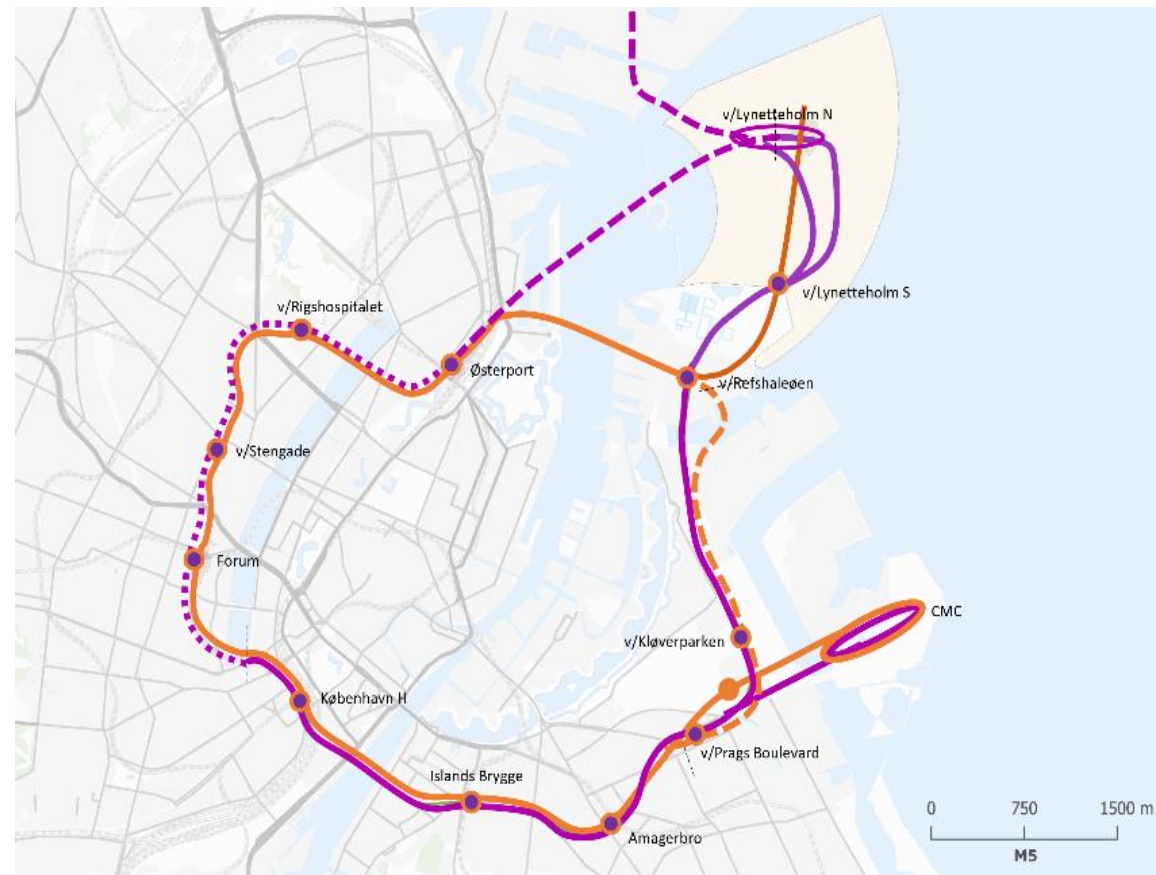 v/Lynetteholm N
v/Lynetteholm S
v/Rigshospitalet
Østerport
v/Refshaleøen
v/Stengade
Forum
CMC
v/Kløverparken
København H
v/Prags Boulevard
Islands Brygge
Amagerbro
0 750 1500 m
M5